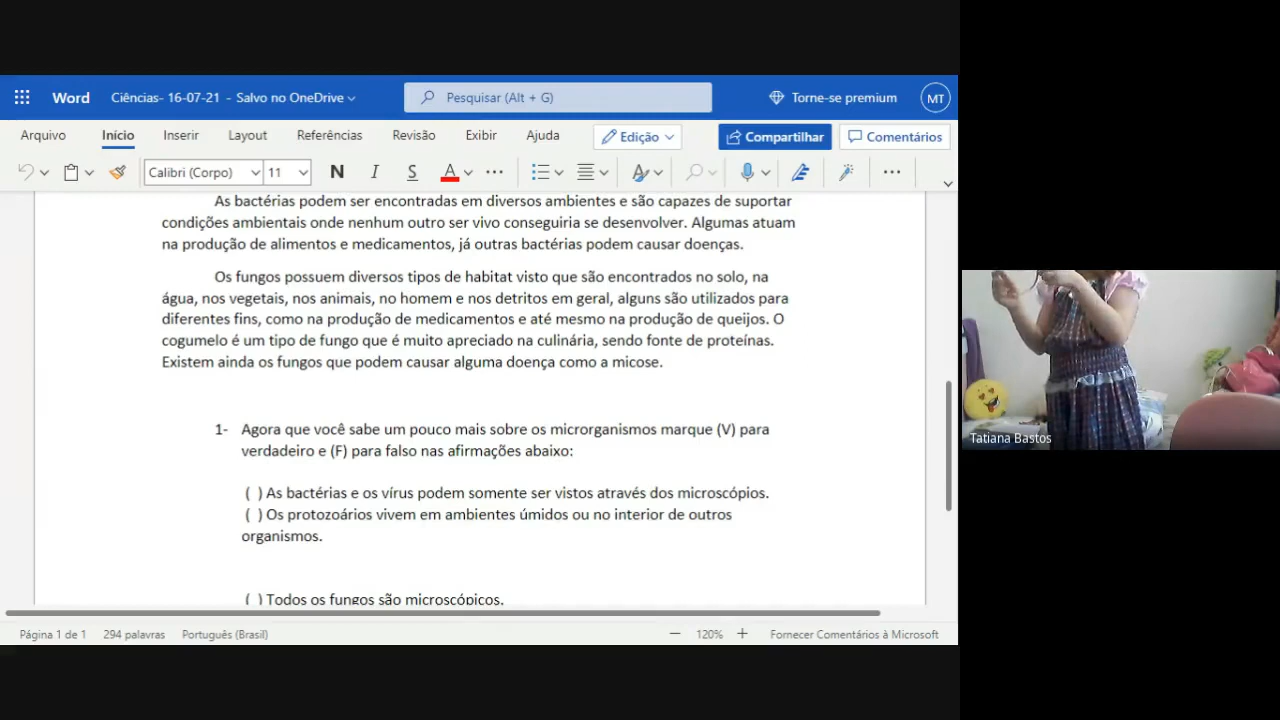 Word Ciências- 16-07-21 - Salvo no OneDrive Pesquisar (Alt + G) Torne-se premium MT
Arquivo Início Inserir Layout Referências Revisão Exibir Ajuda Edição Compartilhar Comentários
Calibri (Corpo) 11 N I S A A
As bactérias podem ser encontradas em diversos ambientes e são capazes de suportar
condições ambientais onde nenhum outro ser vivo conseguiria se desenvolver. Algumas atuam
na produção de alimentos e medicamentos, já outras bactérias podem causar doenças.
Os fungos possuem diversos tipos de habitat visto que são encontrados no solo, na
água, nos vegetais, nos animais, no homem e nos detritos em geral, alguns são utilizados para
diferentes fins, como na produção de medicamentos e até mesmo na produção de queijos. O
cogumelo é um tipo de fungo que é muito apreciado na culinária, sendo fonte de proteínas.
Existem ainda os fungos que podem causar alguma doença como a micose.
1- Agora que você sabe um pouco mais sobre os microrganismos marque (V) para
verdadeiro e (F) para falso nas afirmações abaixo:
( ) As bactérias e os vírus podem somente ser vistos através dos microscópios.
( ) Os protozoários vivem em ambientes úmidos ou no interior de outros
organismos.
( ) Todos os fungos são microscópicos.
Página 1 de 1 294 palavras Português (Brasil) 120% Fornecer Comentários à Microsoft
Tatiana Bastos